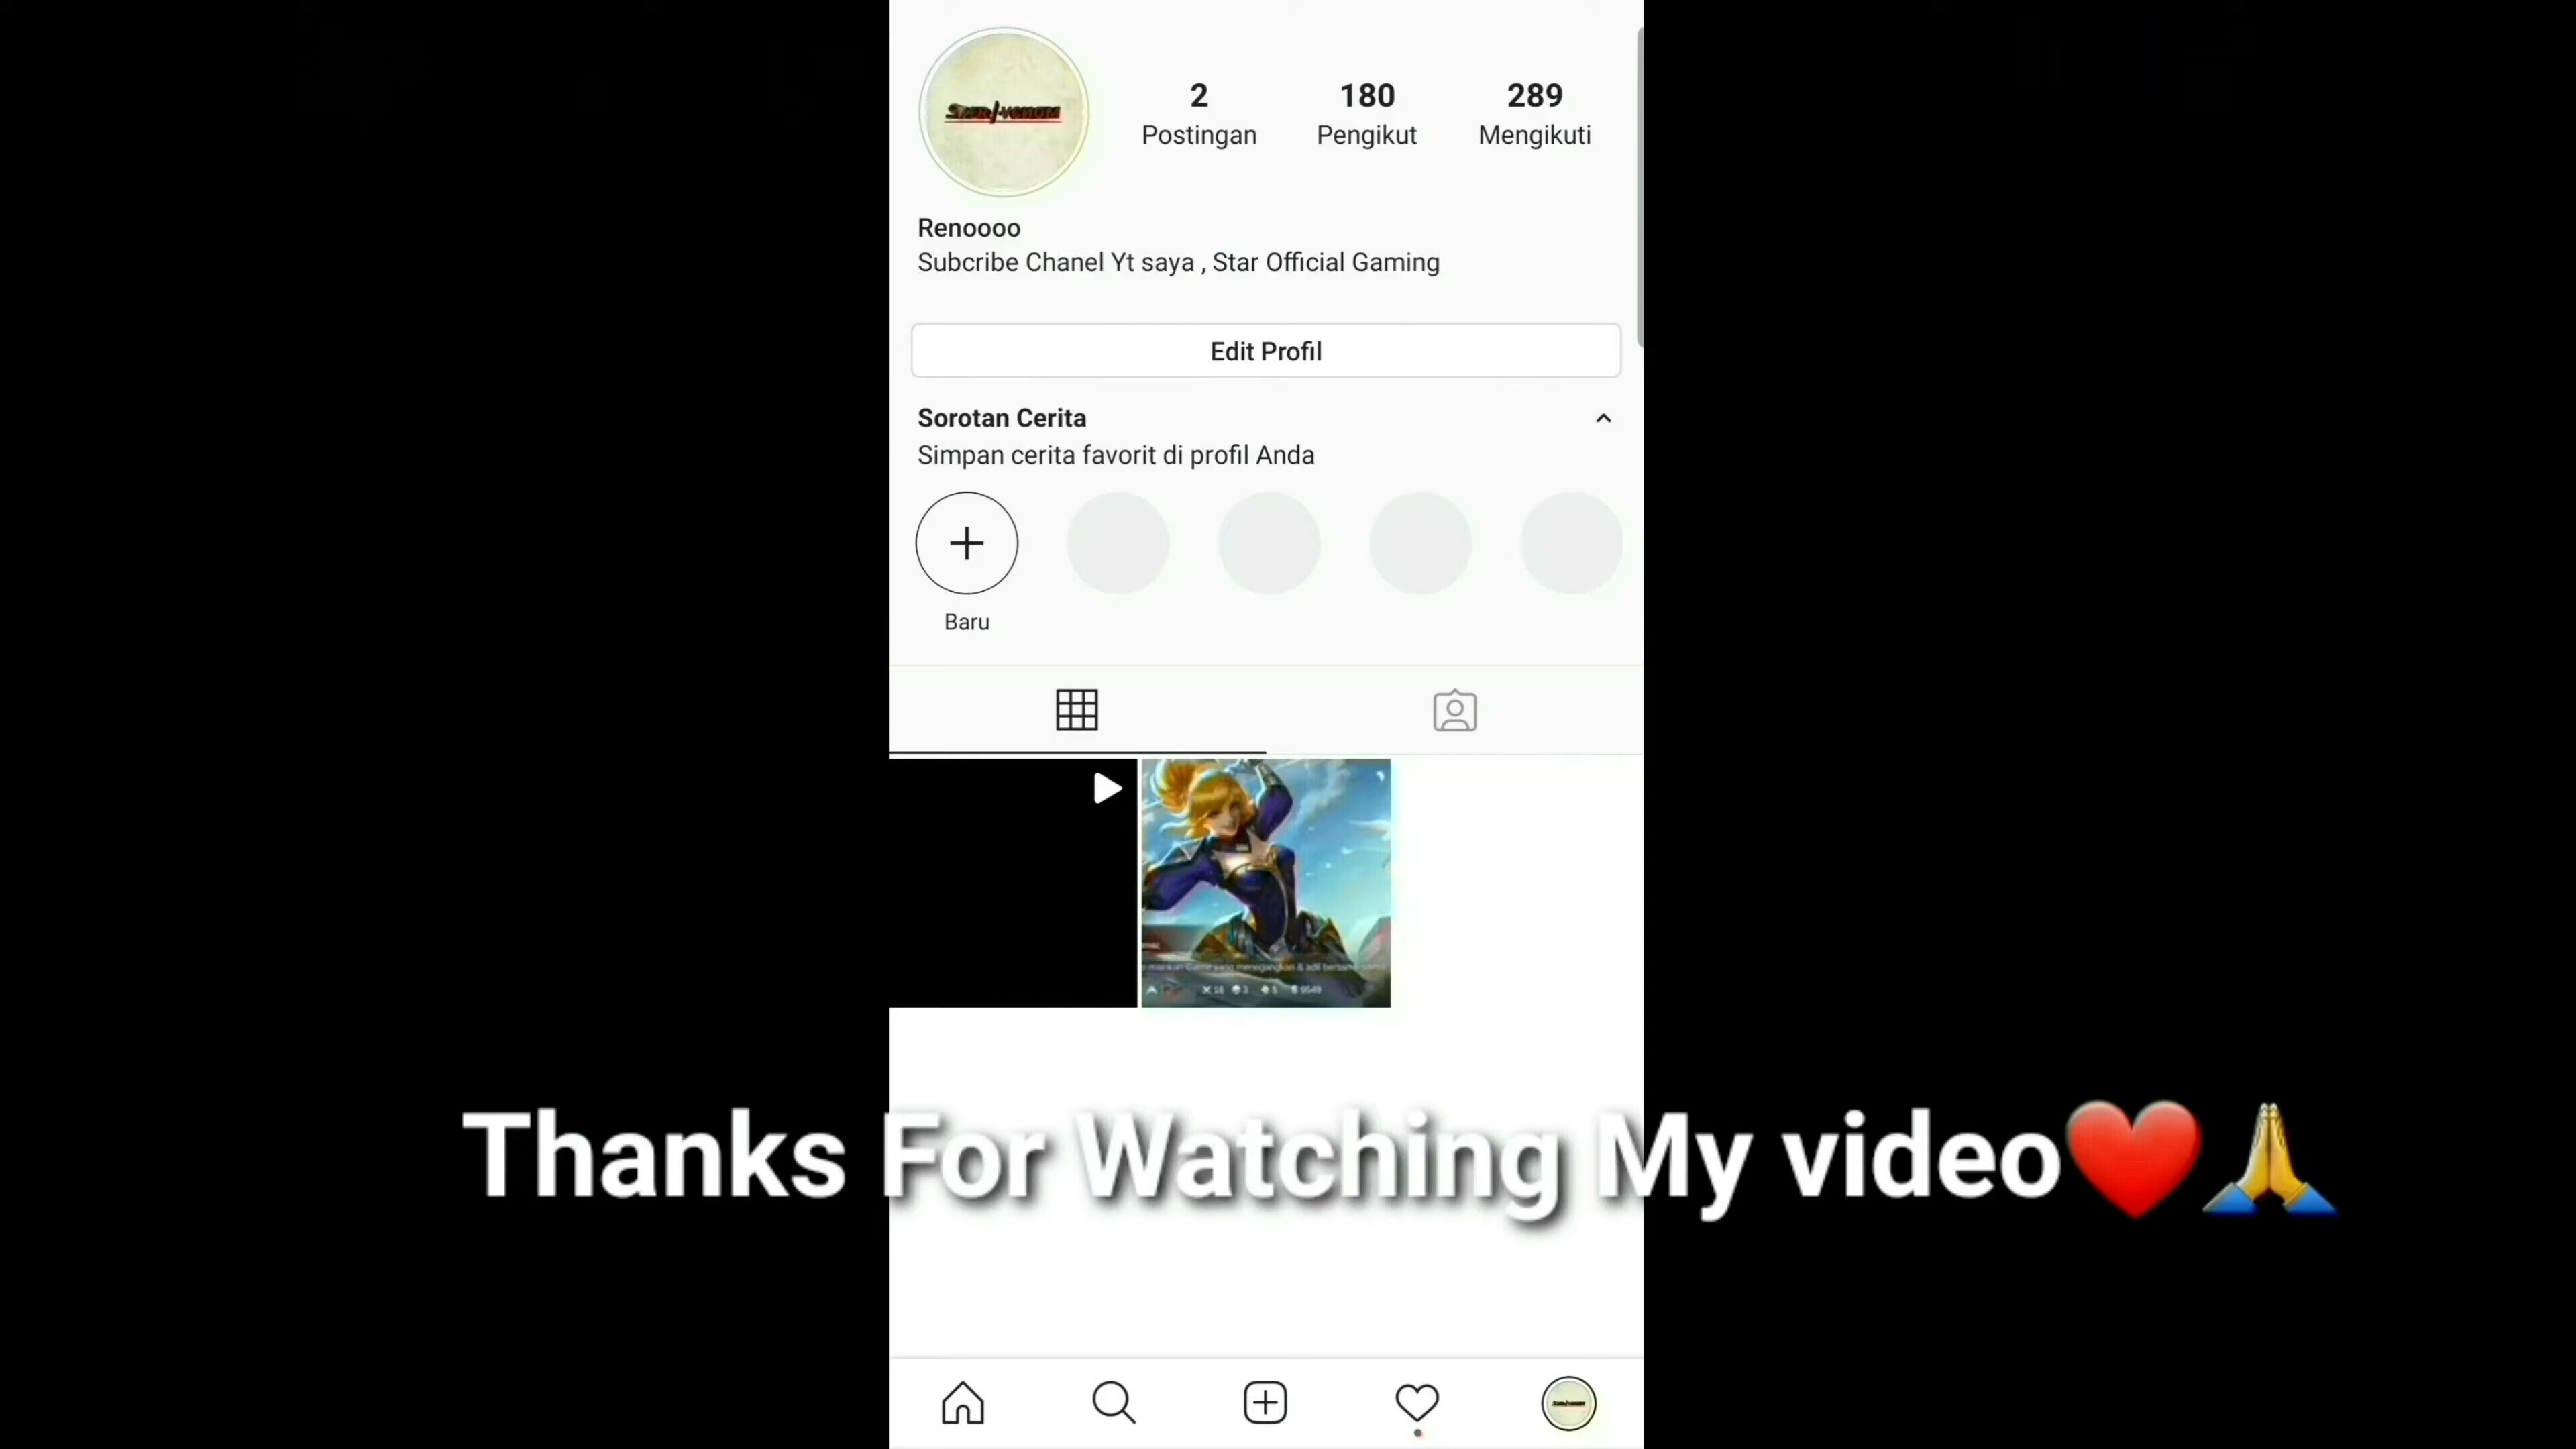 2 180 289
Postingan Pengikut Mengikuti
Renoooo
Subcribe Chanel Yt saya , Star Official Gaming
Edit Profil
Sorotan Cerita
Simpan cerita favorit di profil Anda
Baru
Thanks For Watching My video❤️🙏